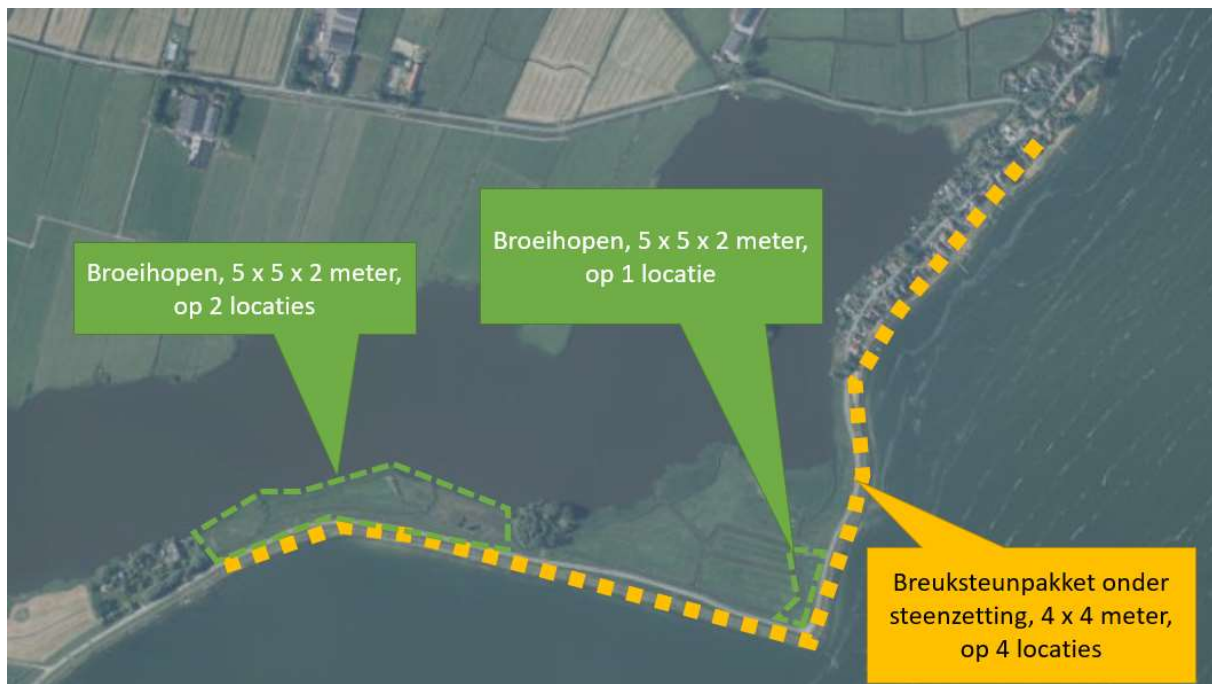 Broeihopen, 5 x 5 x 2 meter,
op 2 locaties
Broeihopen, 5 x 5 x 2 meter,
op 1 locatie
Breuksteunpakket onder
steenzetting, 4 x 4 meter,
op 4 locaties